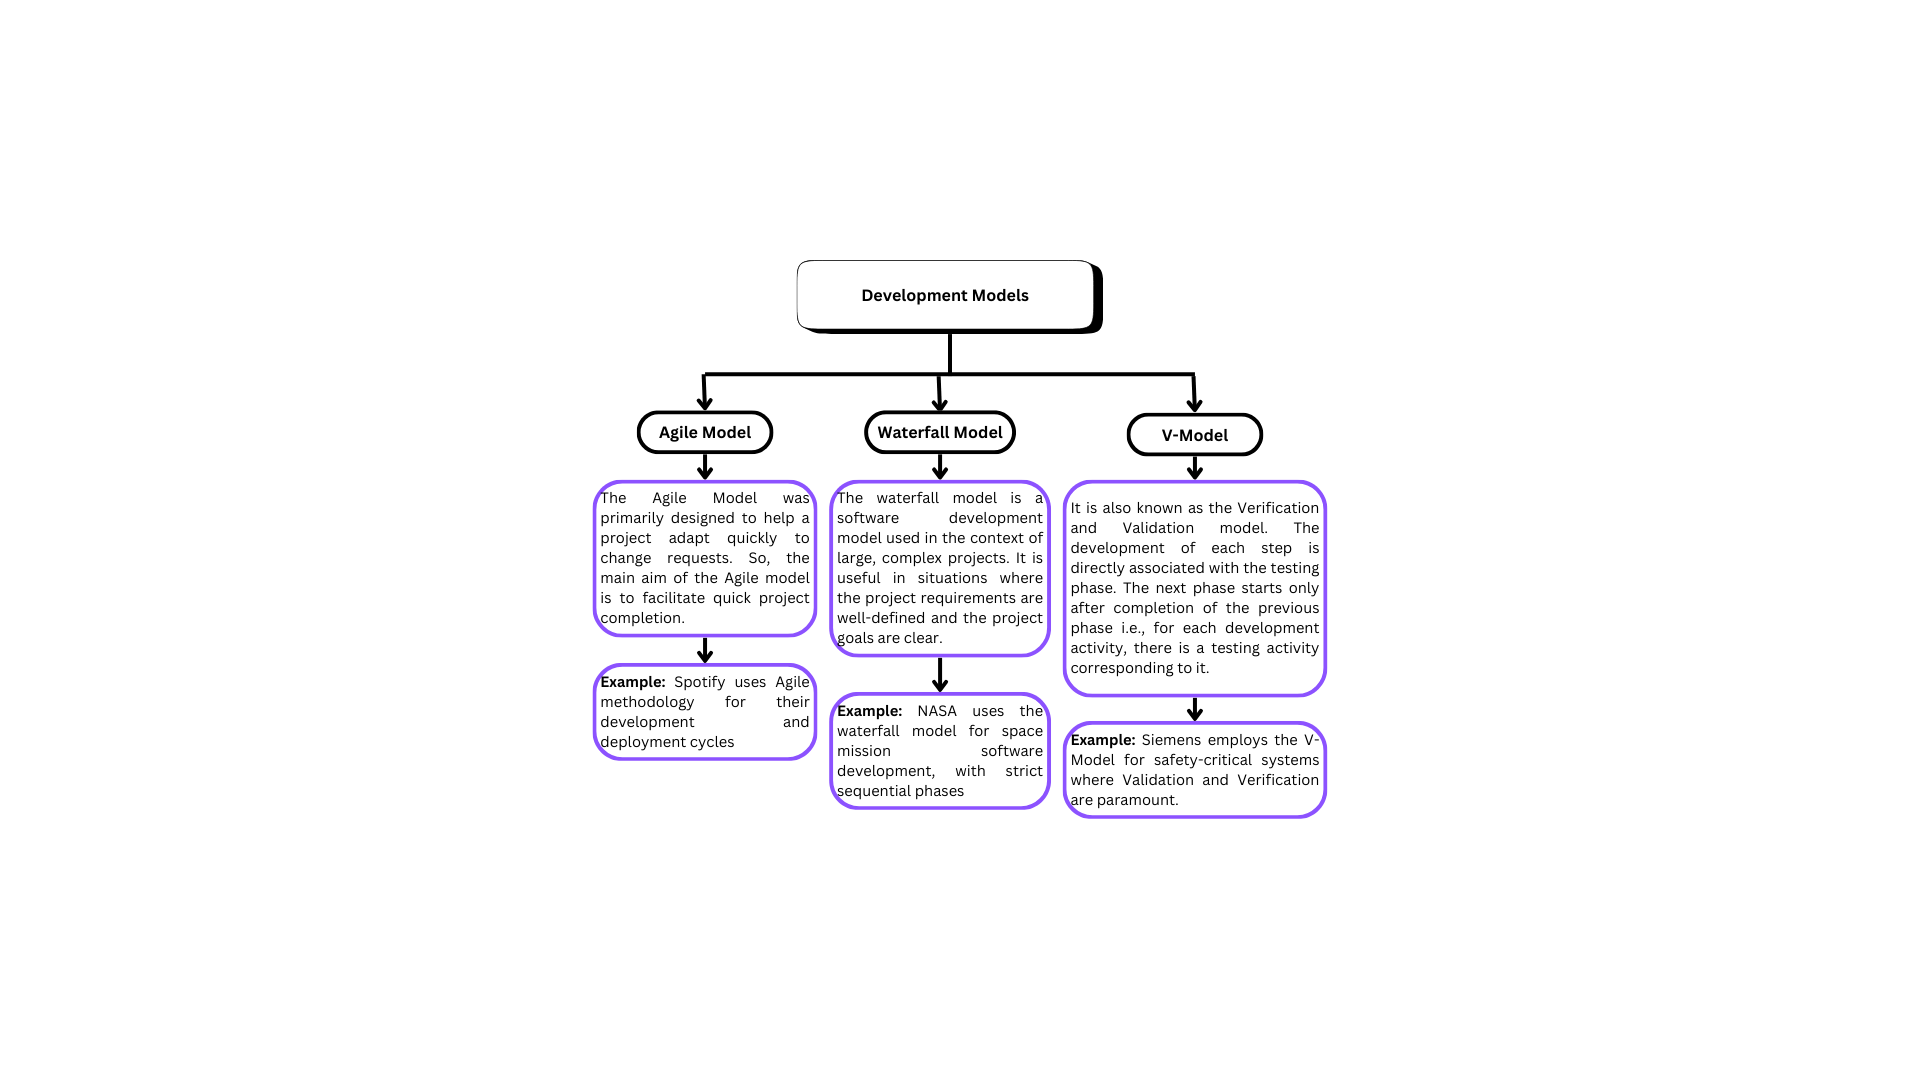 Development Models
Agile Model
The Agile Model was
primarily designed to help a
project adapt quickly to
change requests. So, the
main aim of the Agile model
is to facilitate quick project
completion.
Example: Spotify uses Agile
methodology for their
development and
deployment cycles
Waterfall Model
The waterfall model is a
software development
model used in the context of
large, complex projects. It is
useful in situations where
the project requirements are
well-defined and the project
goals are clear.
Example: NASA uses the
waterfall model for space
mission software
development, with strict
sequential phases
V-Model
It is also known as the Verification
and Validation model. The
development of each step is
directly associated with the testing
phase. The next phase starts only
after completion of the previous
phase i.e., for each development
activity, there is a testing activity
corresponding to it.
Example: Siemens employs the V-
Model for safety-critical systems
where Validation and Verification
are paramount.